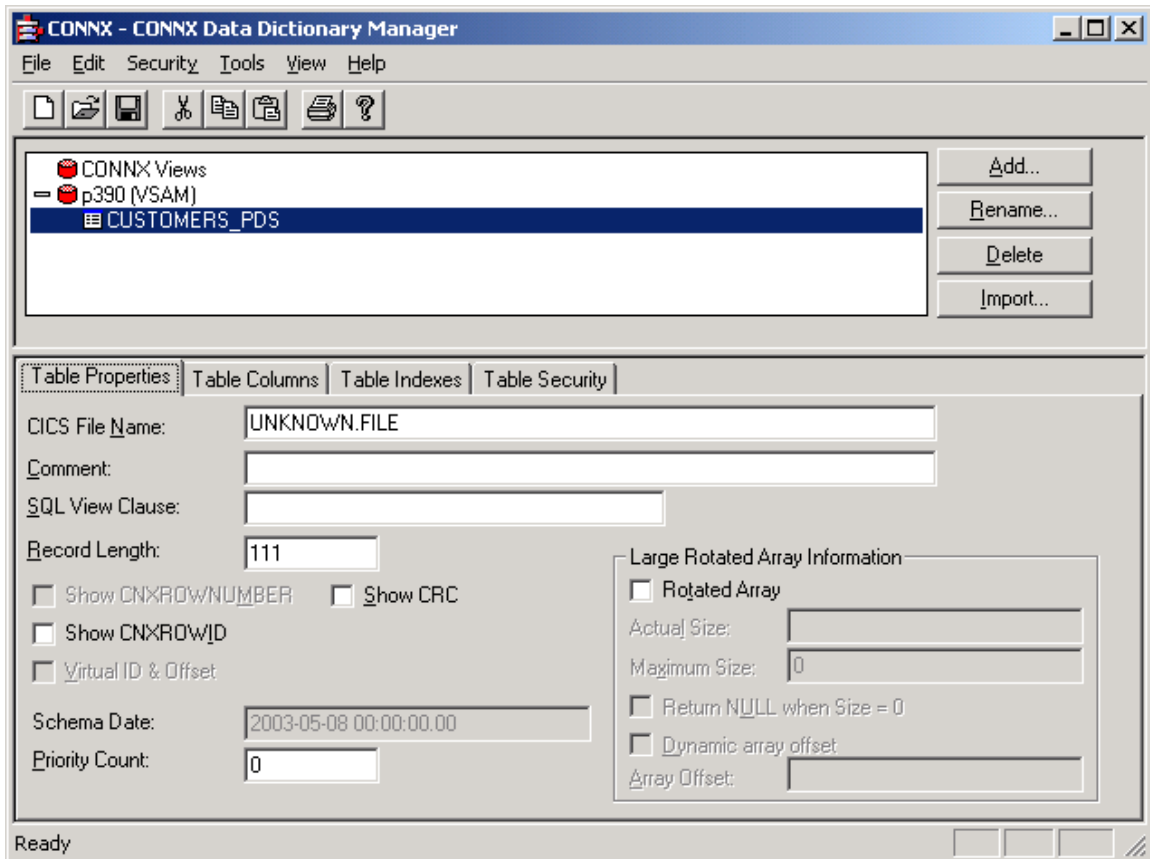 CONNX - CONNX Data Dictionary Manager
File Edit Security Tools View Help
CONNX Views
p390 (VSAM)
CUSTOMERS_PDS
Add...
Rename...
Delete
Import...
Table Properties Table Columns Table Indexes Table Security
CICS File Name: UNKNOWN.FILE
Comment:
SQL View Clause:
Record Length: 111
Show CNXROWNUMBER Show CRC
Show CNXROWID
Virtual ID & Offset
Schema Date: 2003-05-08 00:00:00.00
Priority Count: 0
Large Rotated Array Information
Rotated Array
Actual Size:
Maximum Size: 0
Return NULL when Size = 0
Dynamic array offset
Array Offset:
Ready